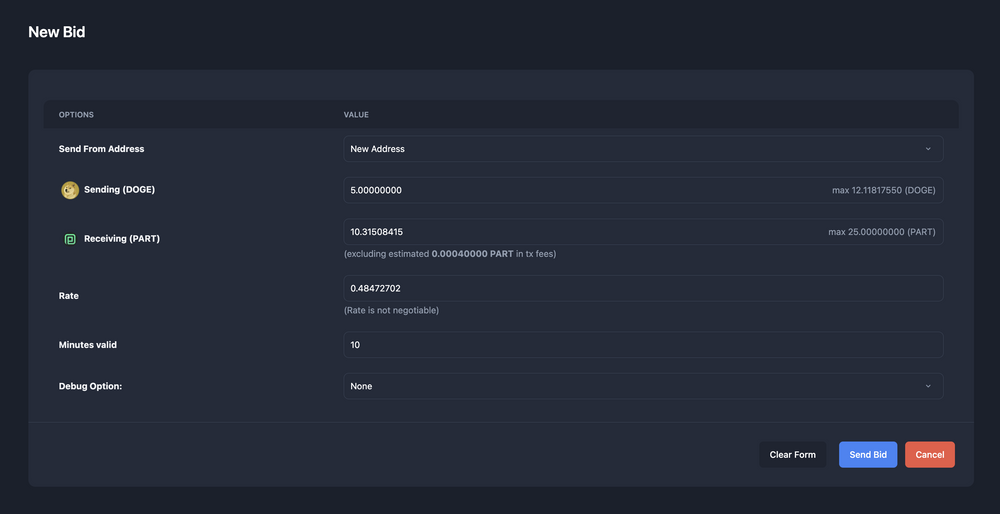 New Bid
OPTIONS VALUE
Send From Address New Address
Sending (DOGE) 5.00000000 max 12.11817550 (DOGE)
Receiving (PART) 10.31508415 max 25.00000000 (PART)
(excluding estimated 0.00040000 PART in tx fees)
Rate 0.48472702
(Rate is not negotiable)
Minutes valid 10
Debug Option: None
Clear Form Send Bid Cancel